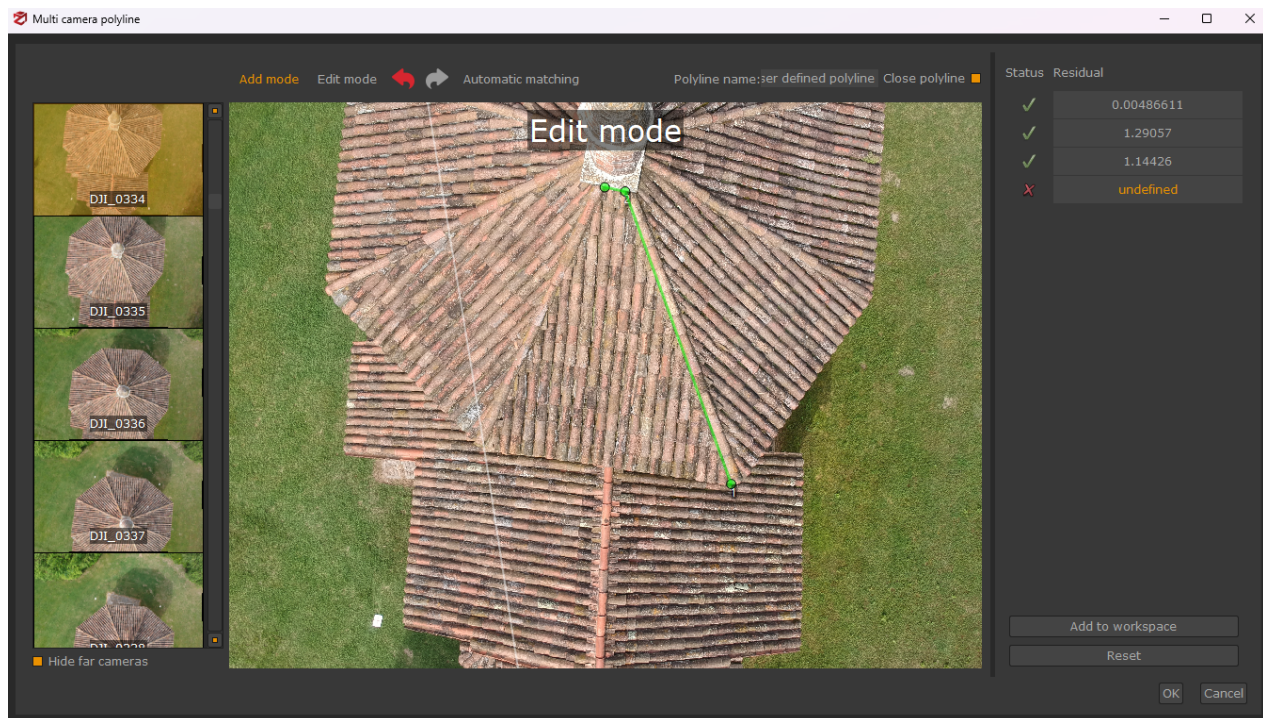 Multi camera polyline
Add mode Edit mode Automatic matching Polyline name: ser defined polyline Close polyline
Status Residual
Edit mode
0.00486611
1.29057
1.14426
undefined
DJI_0334
DJI_0335
DJI_0336
DJI_0337
DJI_0338
Hide far cameras
Add to workspace
Reset
OK Cancel